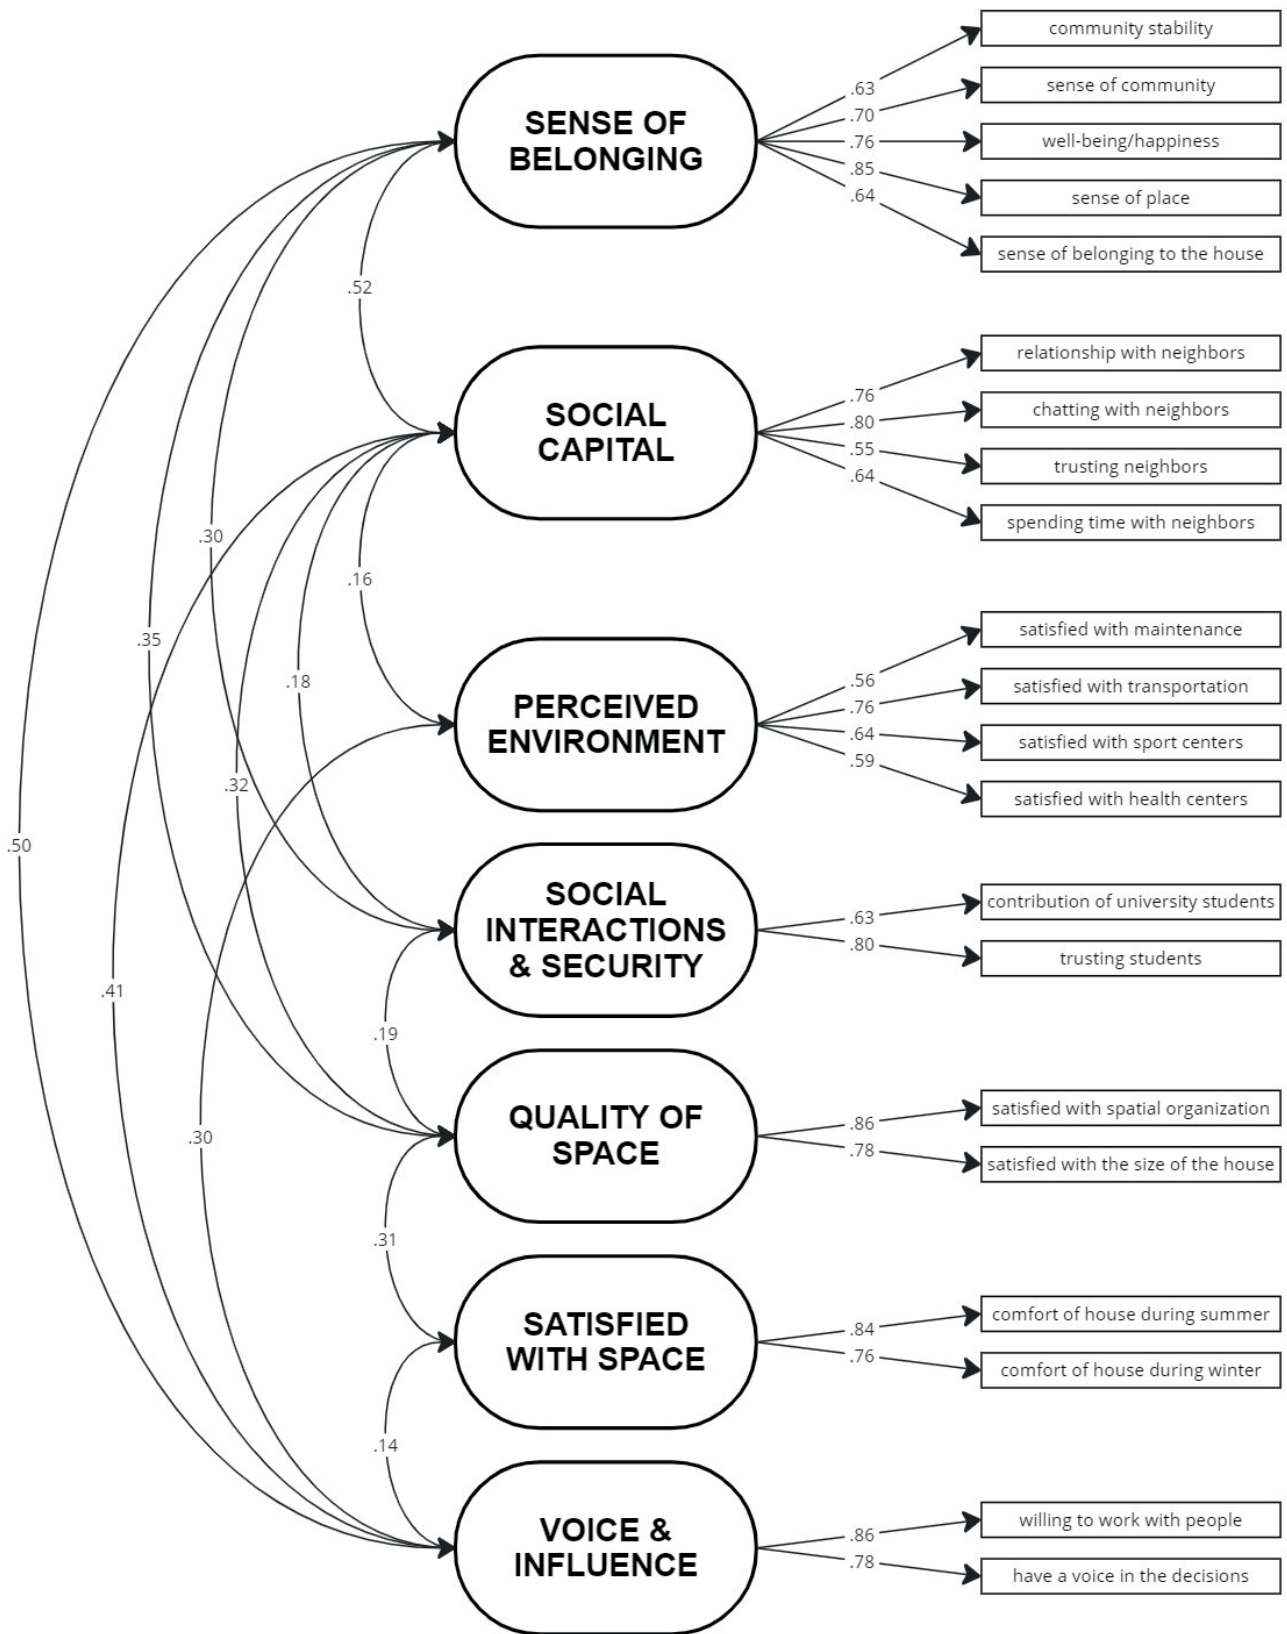 SENSE OF
BELONGING
.63
.70
.76
.85
.64
community stability
sense of community
well-being/happiness
sense of place
sense of belonging to the house
.52
SOCIAL
CAPITAL
.76
.80
.55
.64
relationship with neighbors
chatting with neighbors
trusting neighbors
spending time with neighbors
.30
.16
.35
.18
.32
PERCEIVED
ENVIRONMENT
.56
.76
.64
.59
satisfied with maintenance
satisfied with transportation
satisfied with sport centers
satisfied with health centers
.50
SOCIAL
INTERACTIONS
& SECURITY
.63
.80
contribution of university students
trusting students
.41
.19
.30
QUALITY OF
SPACE
.86
.78
satisfied with spatial organization
satisfied with the size of the house
.31
SATISFIED
WITH SPACE
.84
.76
comfort of house during summer
comfort of house during winter
.14
VOICE &
INFLUENCE
.86
.78
willing to work with people
have a voice in the decisions